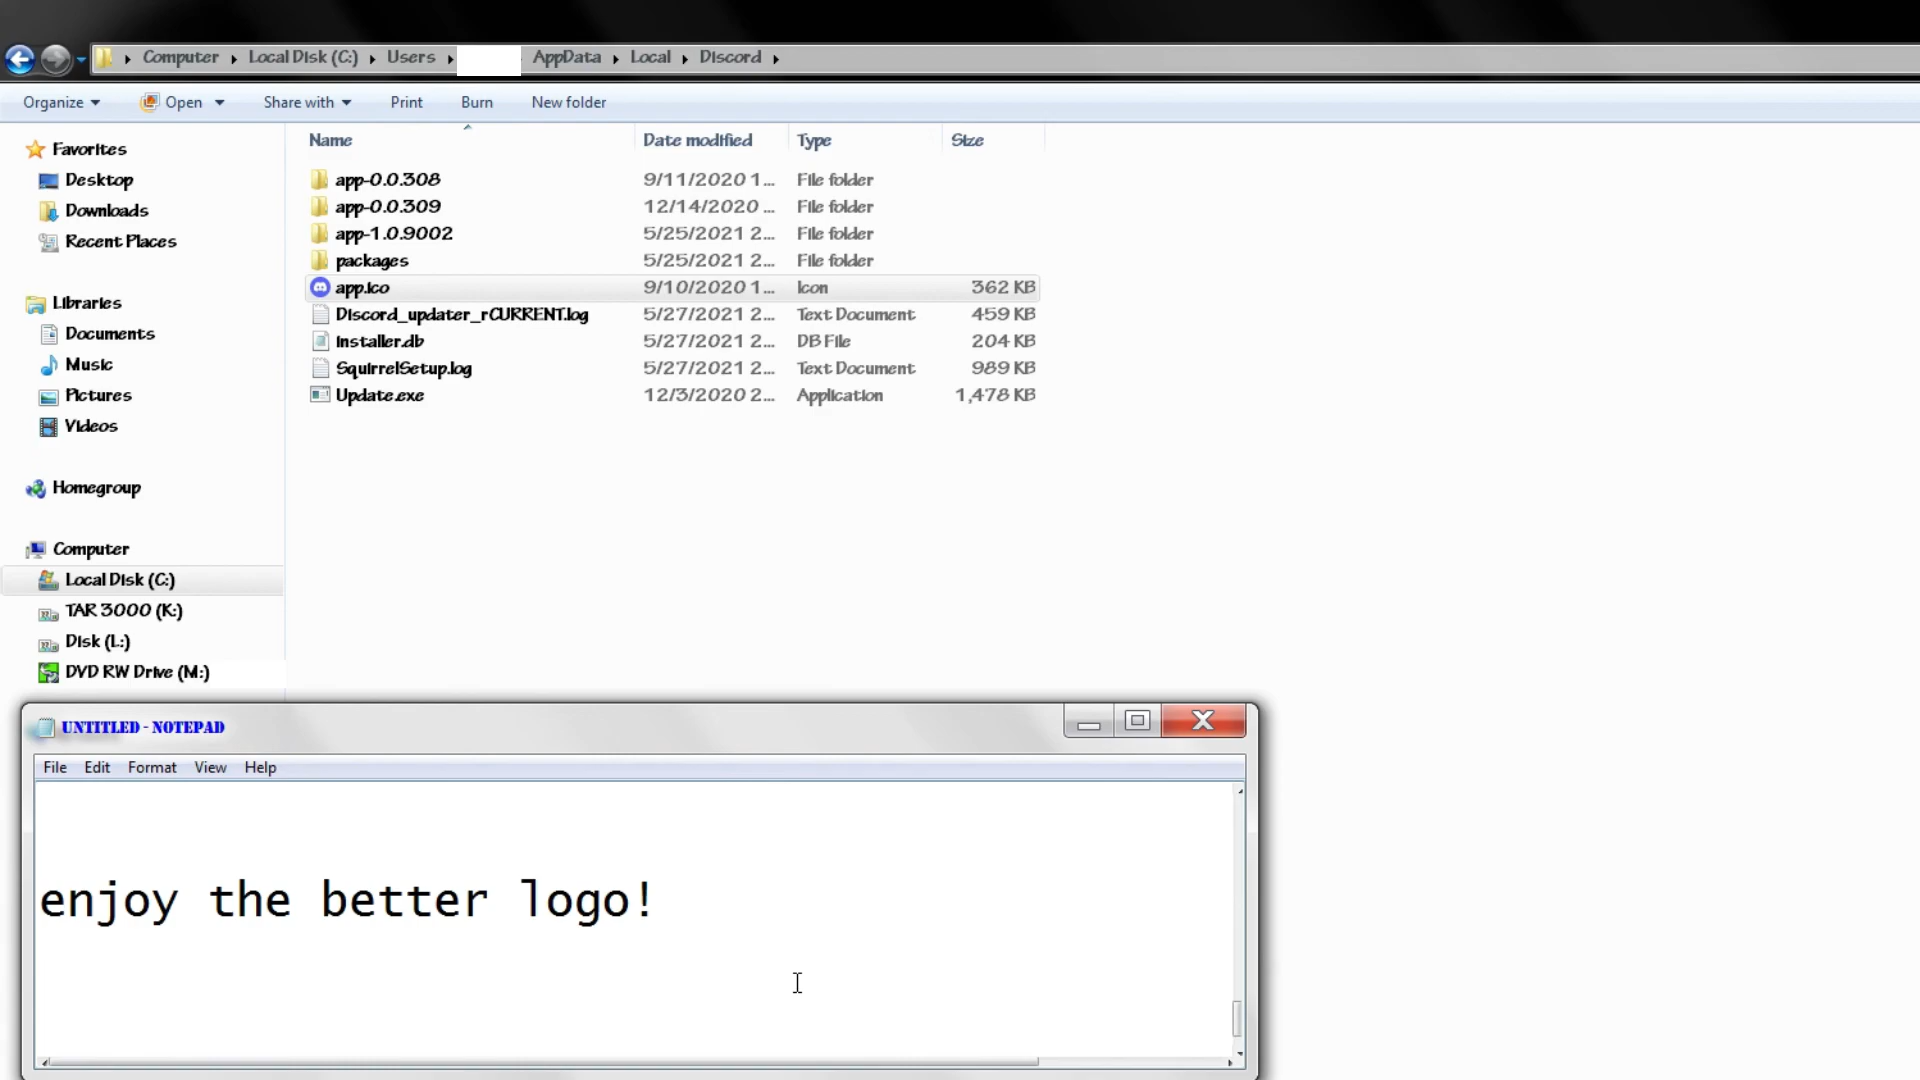 Computer Local Disk (C:) Users AppData Local Discord
Organize Open Share with Print Burn New folder
Name Date modified Type Size
Favorites
Desktop
Downloads
Recent Places
Libraries
Documents
Music
Pictures
Videos
Homegroup
Computer
Local Disk (C:)
TAR 3000 (K:)
Disk (L:)
DVD RW Drive (M:)
app-0.0.308 9/11/2020 1... File folder
app-0.0.309 12/14/2020 ... File folder
app-1.0.9002 5/25/2021 2... File folder
packages 5/25/2021 2... File folder
app.ico 9/10/2020 1... Icon 362 KB
Discord_updater_rCURRENT.log 5/27/2021 2... Text Document 459 KB
installer.db 5/27/2021 2... DB File 204 KB
SquirrelSetup.log 5/27/2021 2... Text Document 989 KB
Update.exe 12/3/2020 2... Application 1,478 KB
UNTITLED - NOTEPAD
File Edit Format View Help
enjoy the better logo!